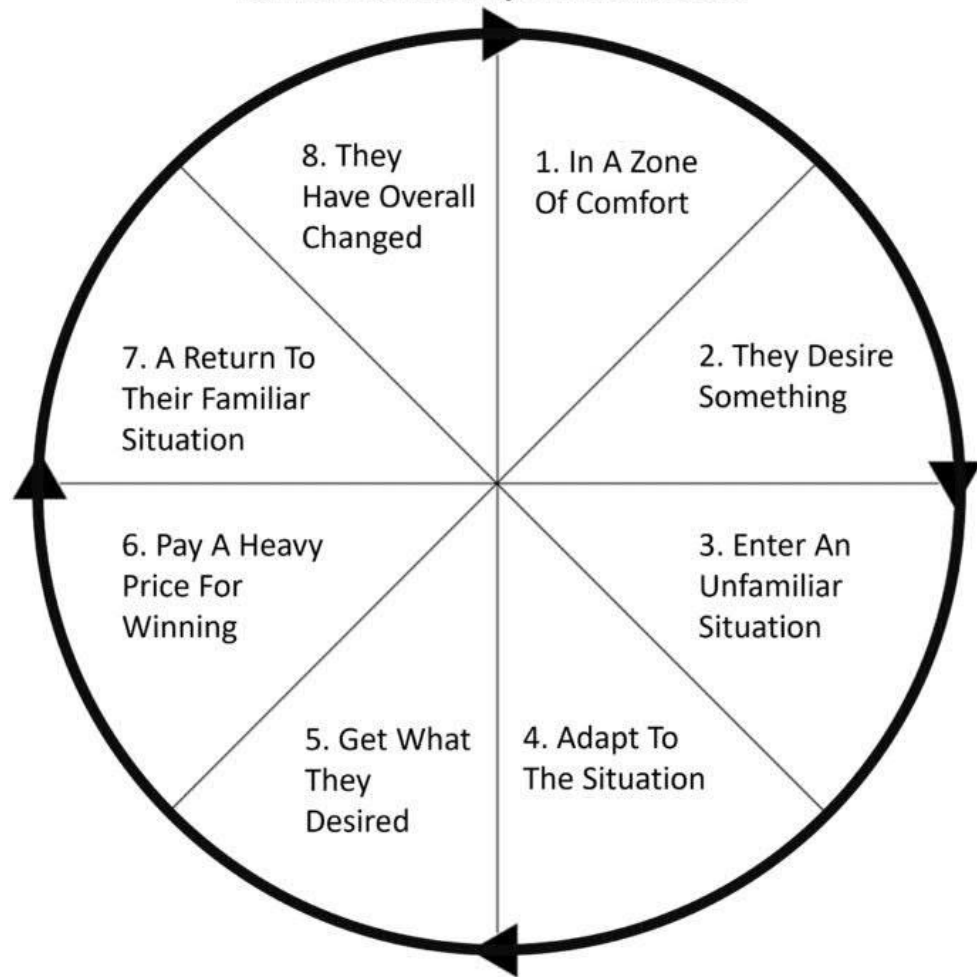 1. In A Zone
Of Comfort
2. They Desire
Something
3. Enter An
Unfamiliar
Situation
4. Adapt To
The Situation
5. Get What
They
Desired
6. Pay A Heavy
Price For
Winning
7. A Return To
Their Familiar
Situation
8. They
Have Overall
Changed